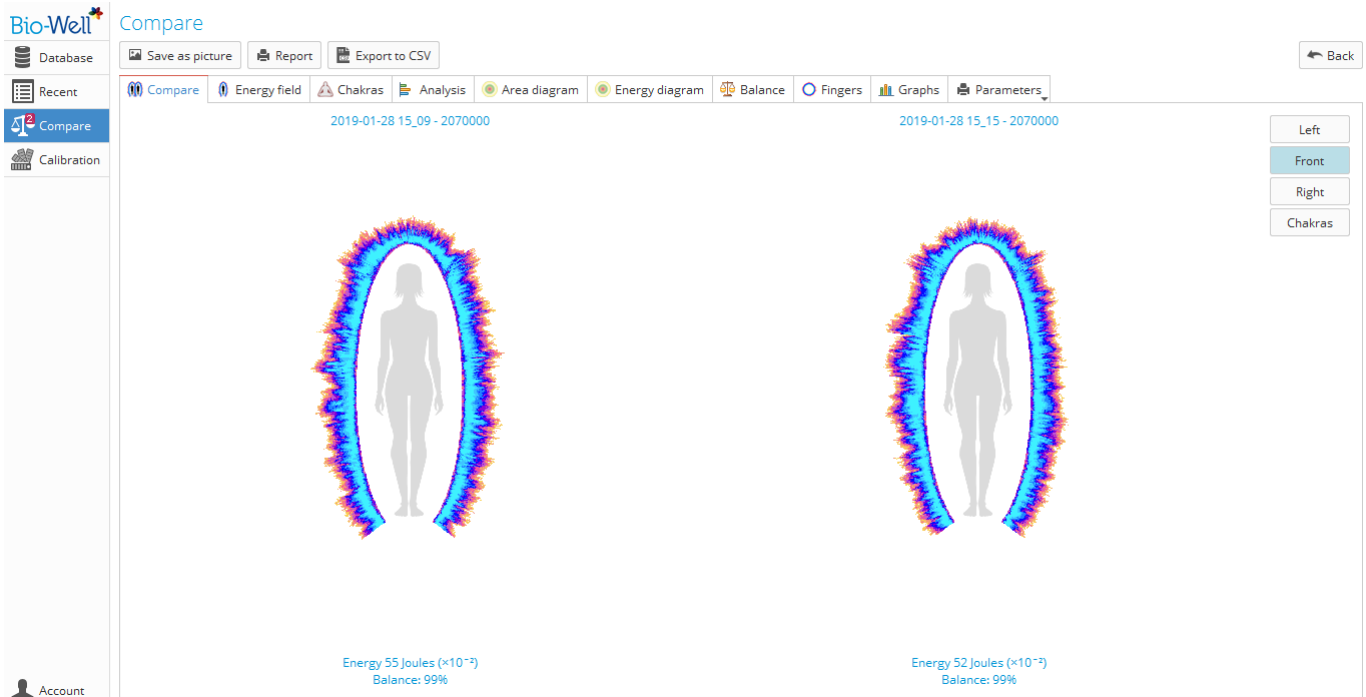 Bio-Well
Compare
Database
Save as picture
Report
Export to CSV
Back
Recent
Compare
Energy field
Chakras
Analysis
Area diagram
Energy diagram
Balance
Fingers
Graphs
Parameters
2
Compare
Calibration
2019-01-28 15_09 - 2070000
2019-01-28 15_15 - 2070000
Left
Front
Right
Chakras
Energy 55 Joules (×10⁻²)
Balance: 99%
Energy 52 Joules (×10⁻²)
Balance: 99%
Account